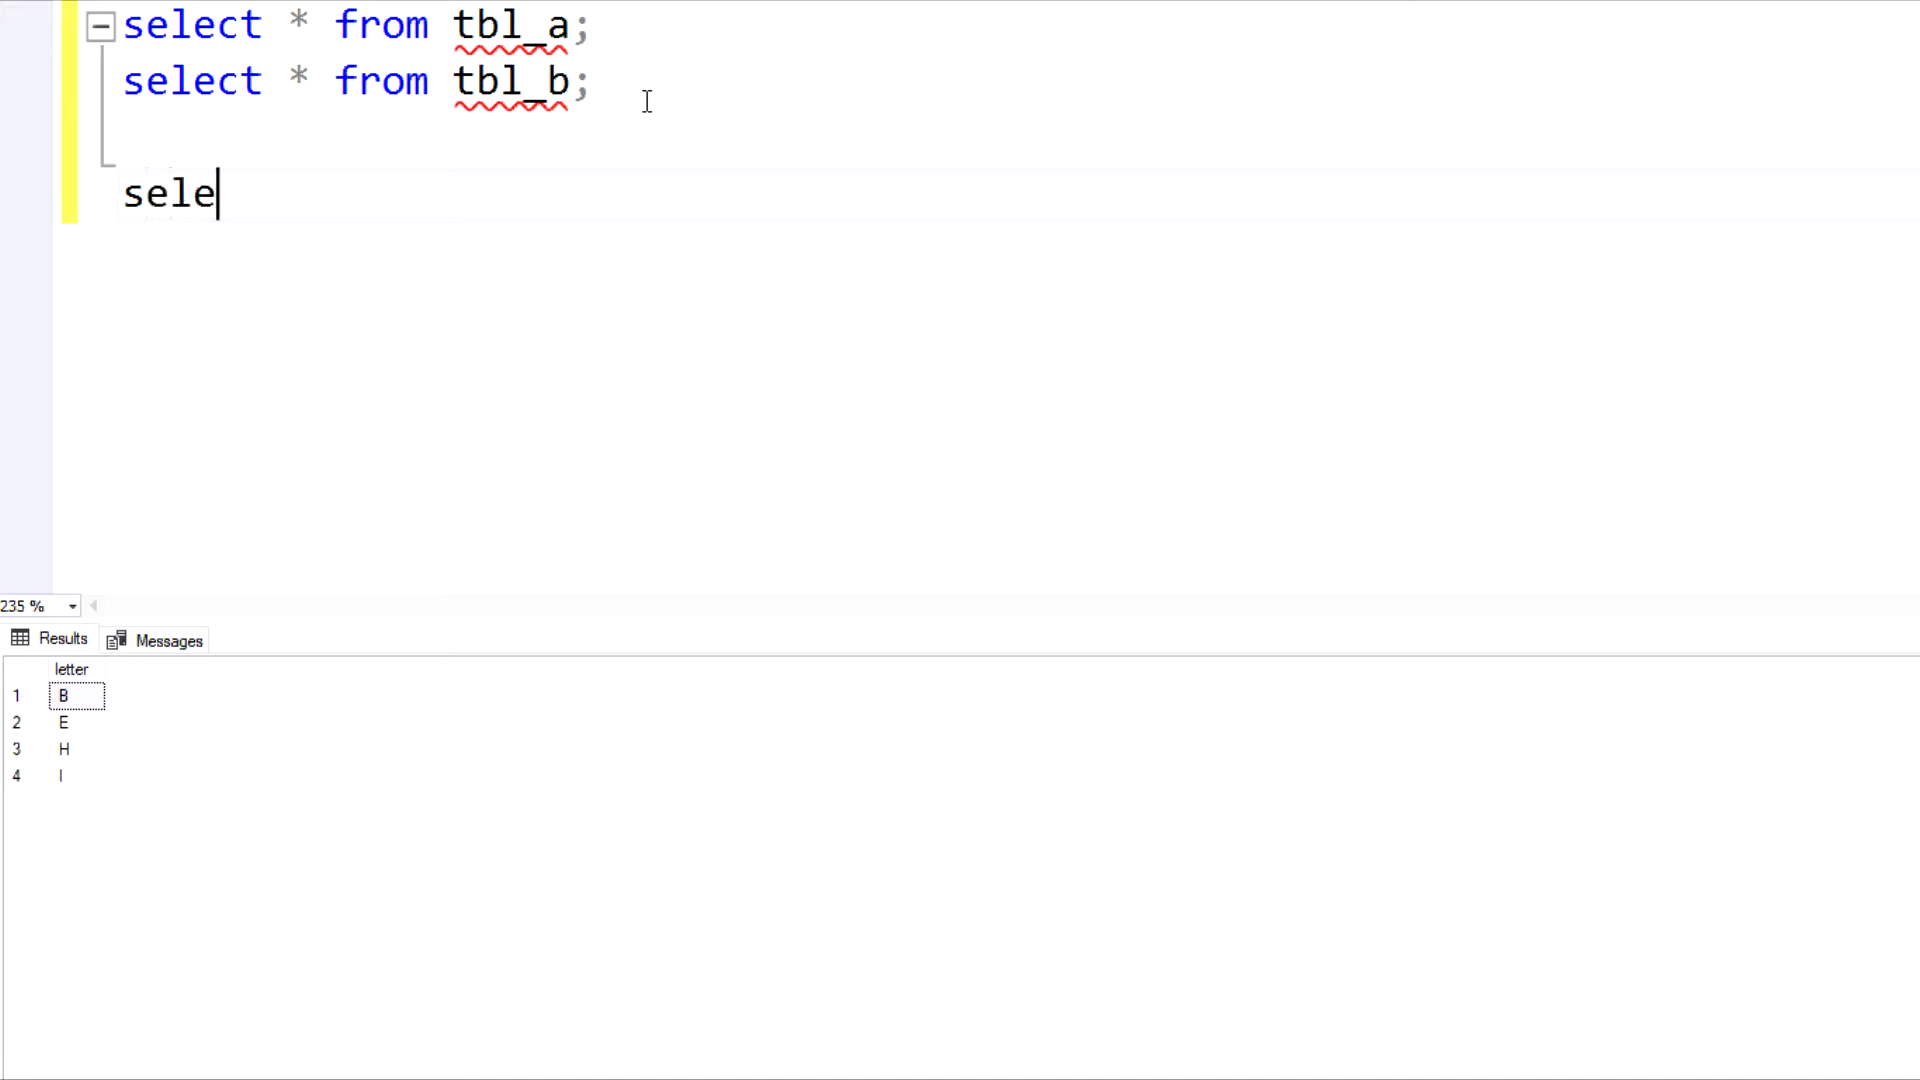 select * from tbl_a;
select * from tbl_b;
sele
235 %
Results Messages
letter
1 B
2 E
3 H
4 I